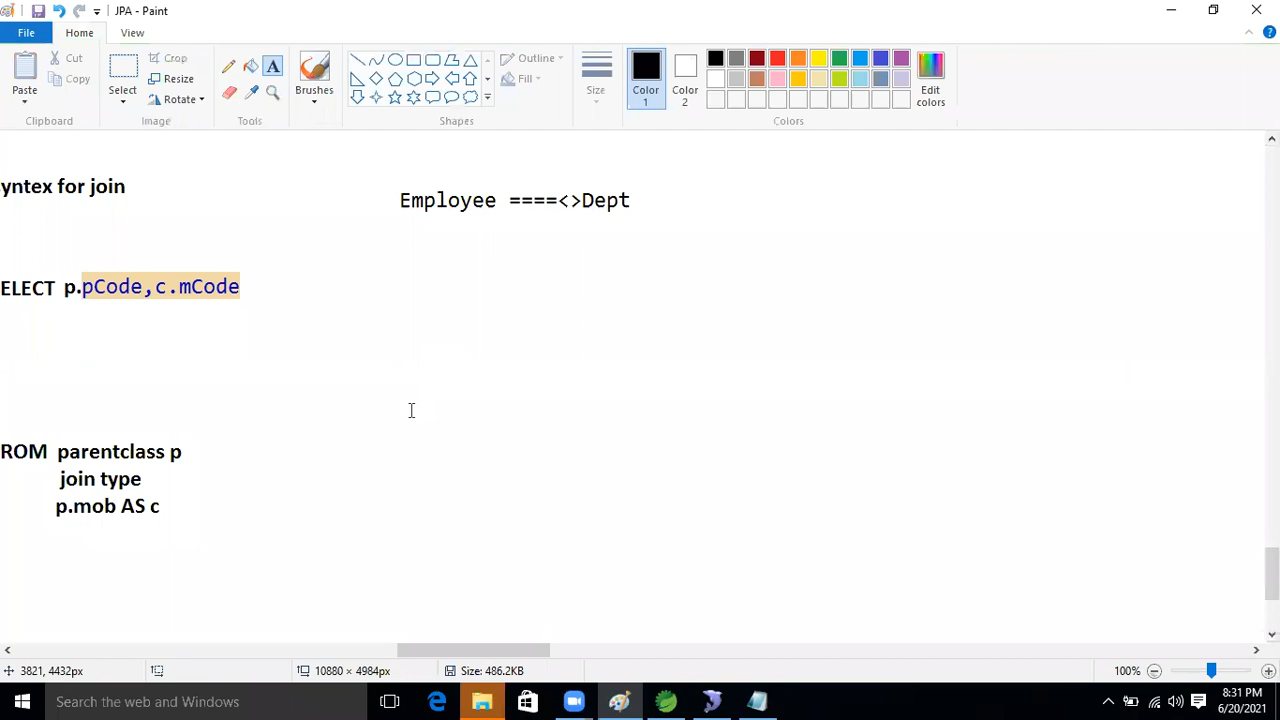 JPA - Paint
File Home View
Paste
Cut
Copy
Clipboard
Select
Crop
Resize
Rotate
Image
A
Tools
Brushes
Outline
Fill
Shapes
Size
Color
1
Color
2
Edit
colors
Colors
yntex for join
Employee ====<>Dept
ELECT p.pCode,c.mCode
ROM parentclass p
join type
p.mob AS c
3821, 4432px
10880 × 4984px
Size: 486.2KB
100%
Search the web and Windows
8:31 PM
6/20/2021